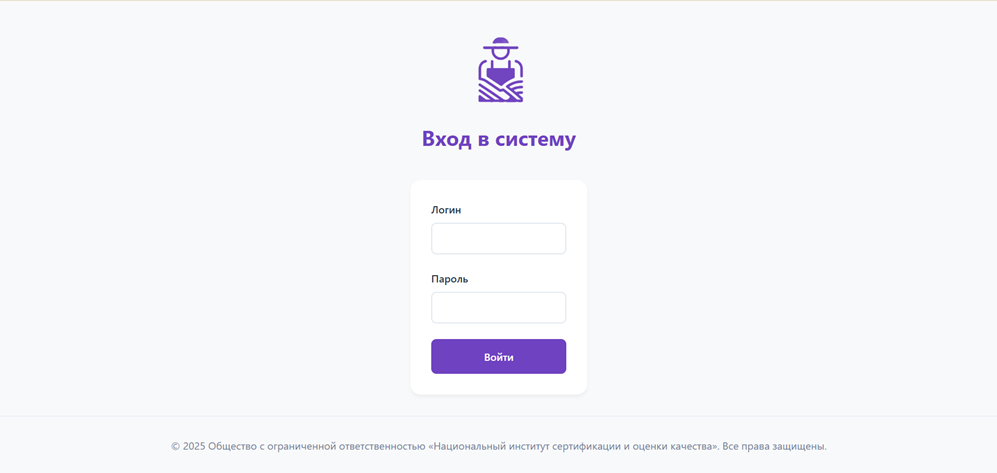 Вход в систему
Логин
Пароль
Войти
© 2025 Общество с ограниченной ответственностью «Национальный институт сертификации и оценки качества». Все права защищены.